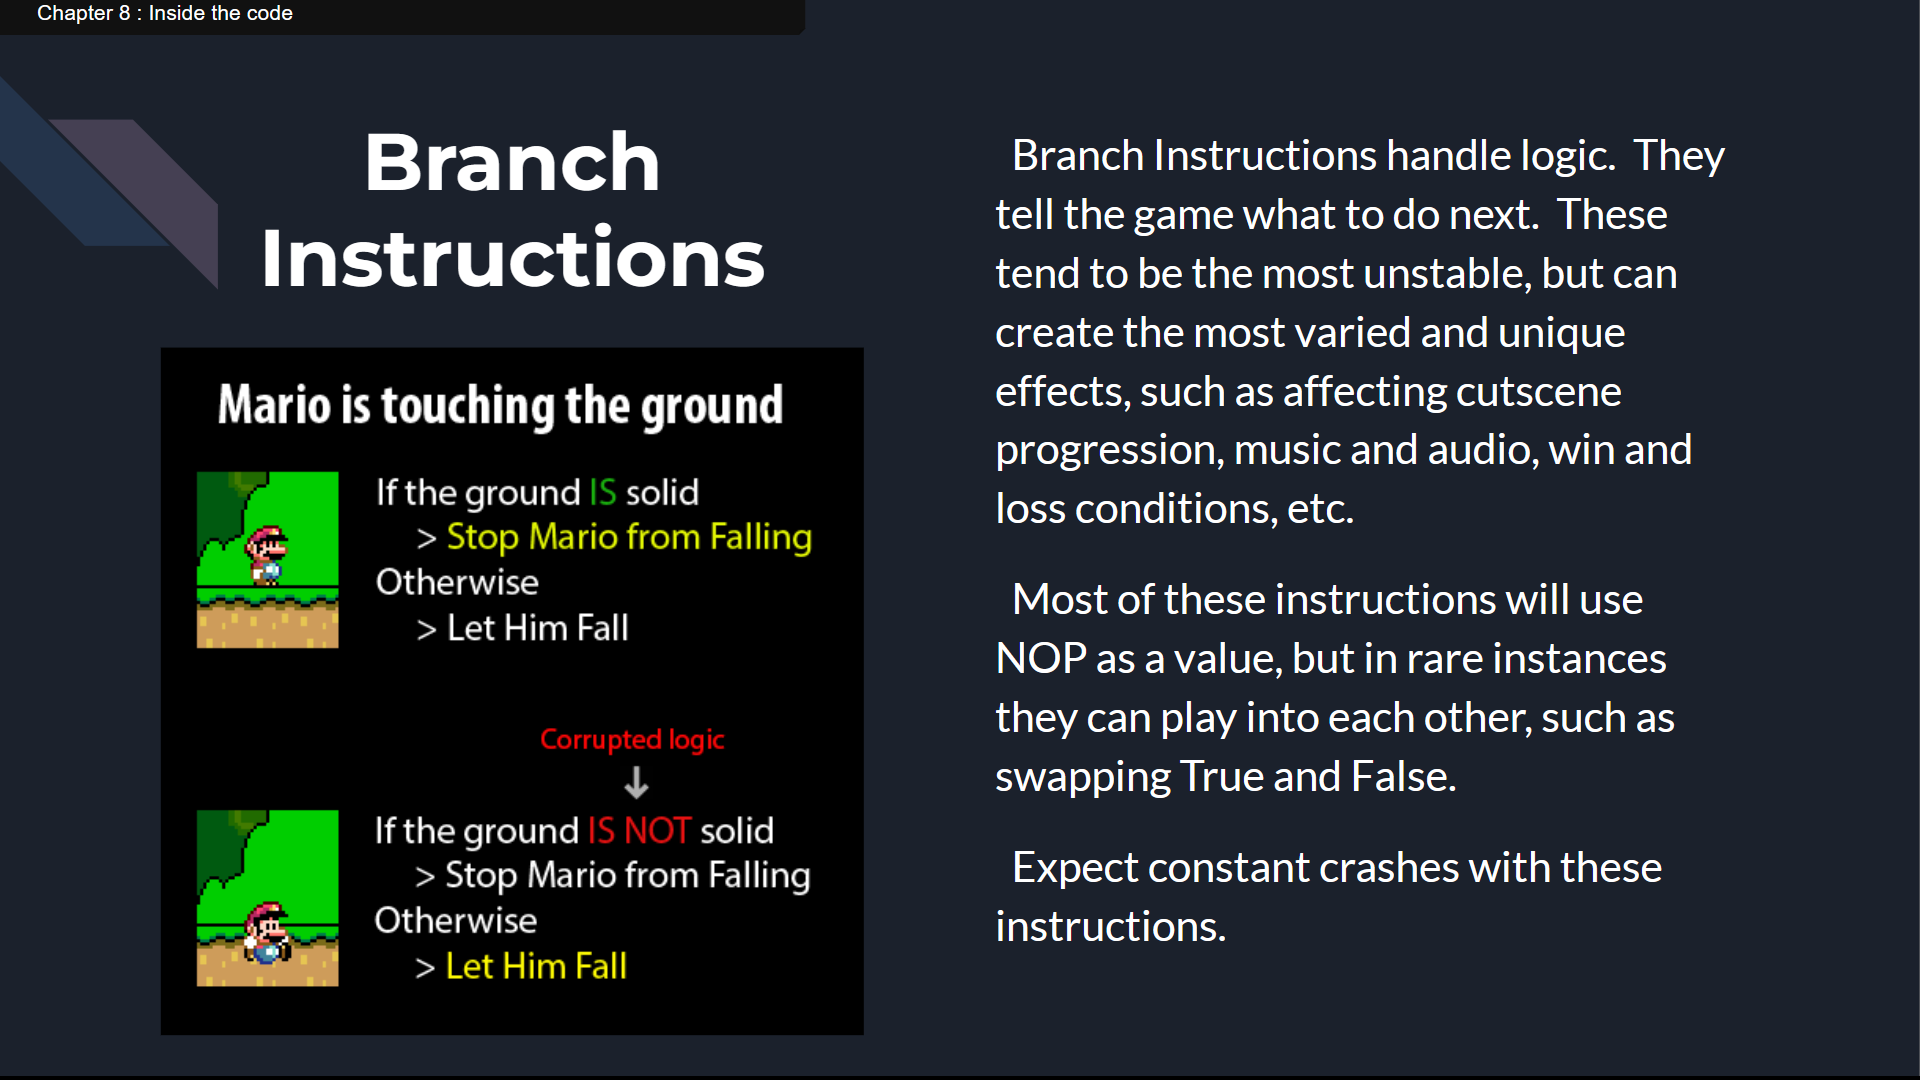 Chapter 8 : Inside the code
Branch
Instructions
Mario is touching the ground
If the ground IS solid
> Stop Mario from Falling
Otherwise
> Let Him Fall
Corrupted logic
If the ground IS NOT solid
> Stop Mario from Falling
Otherwise
> Let Him Fall
Branch Instructions handle logic.  They
tell the game what to do next.  These
tend to be the most unstable, but can
create the most varied and unique
effects, such as affecting cutscene
progression, music and audio, win and
loss conditions, etc.
Most of these instructions will use
NOP as a value, but in rare instances
they can play into each other, such as
swapping True and False.
Expect constant crashes with these
instructions.